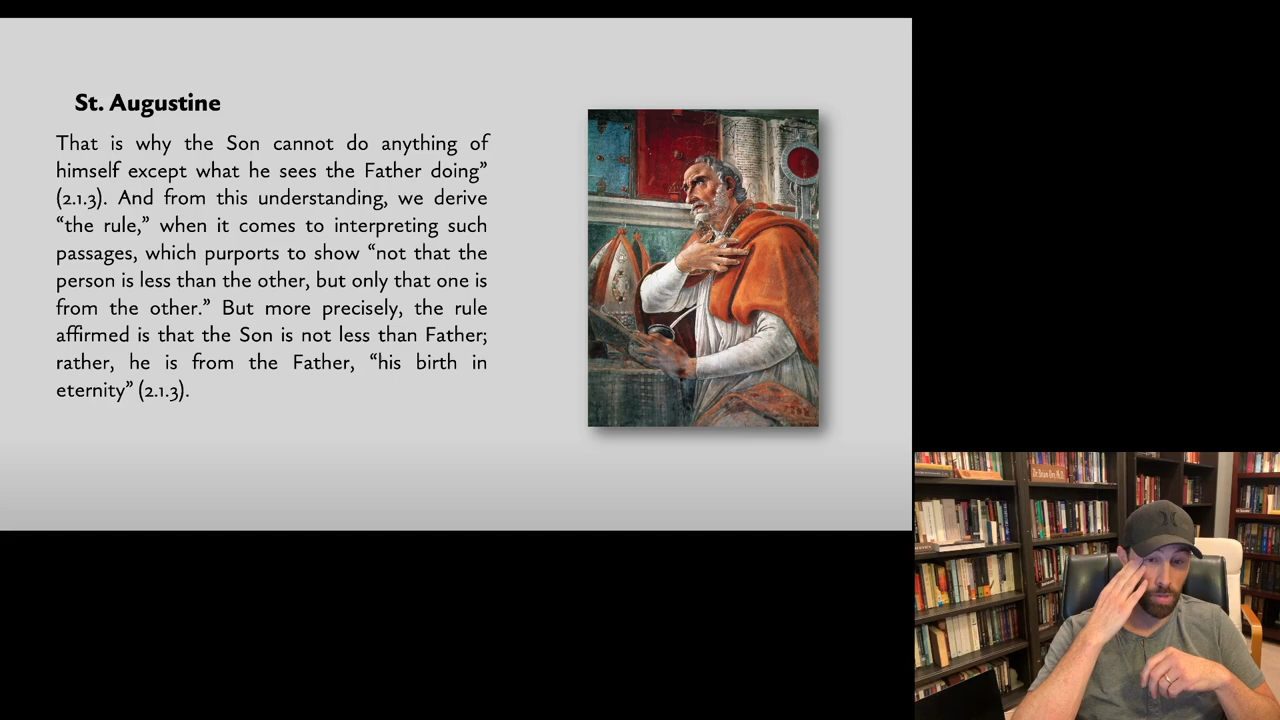 St. Augustine
That is why the Son cannot do anything of
himself except what he sees the Father doing”
(2.1.3). And from this understanding, we derive
“the rule,” when it comes to interpreting such
passages, which purports to show “not that the
person is less than the other, but only that one is
from the other.” But more precisely, the rule
affirmed is that the Son is not less than Father;
rather, he is from the Father, “his birth in
eternity” (2.1.3).